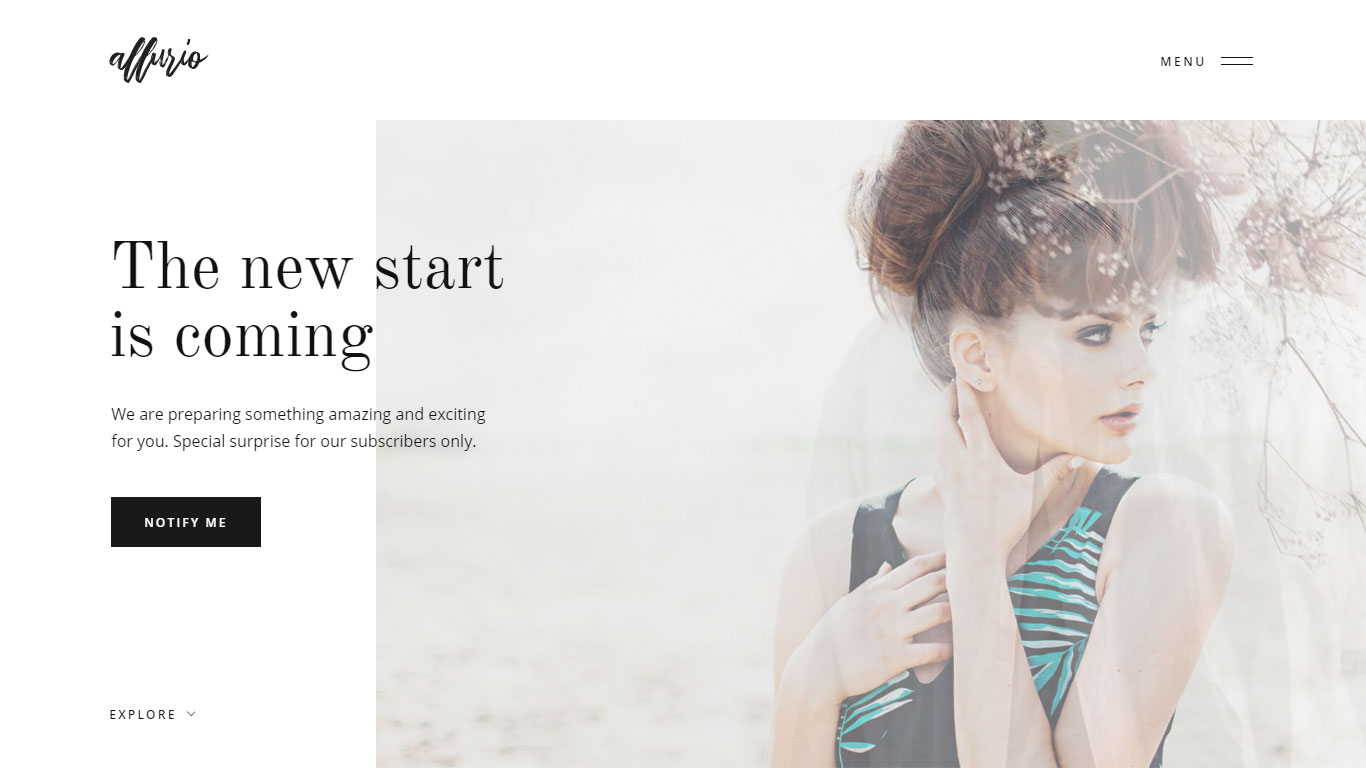 allurio
MENU
The new start
is coming
We are preparing something amazing and exciting
for you. Special surprise for our subscribers only.
NOTIFY ME
EXPLORE